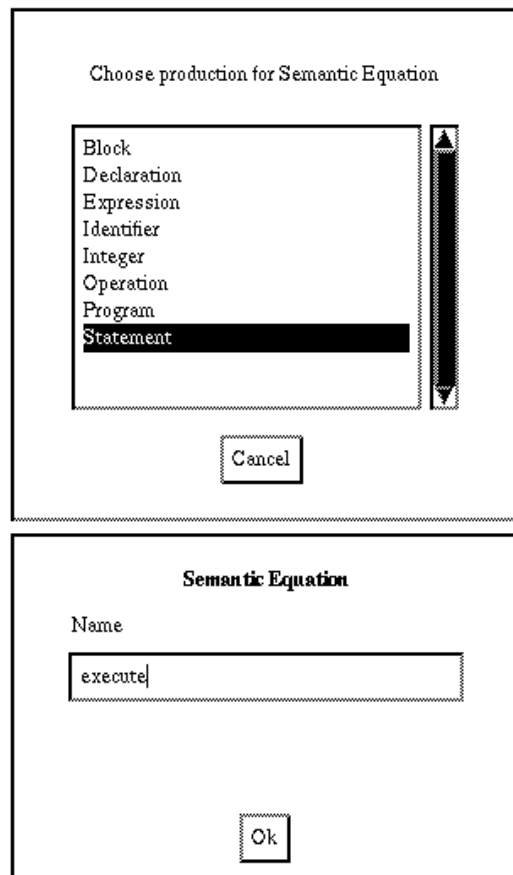 Choose production for Semantic Equation
Block
Declaration
Expression
Identifier
Integer
Operation
Program
Statement
Cancel
Semantic Equation
Name
execute
Ok